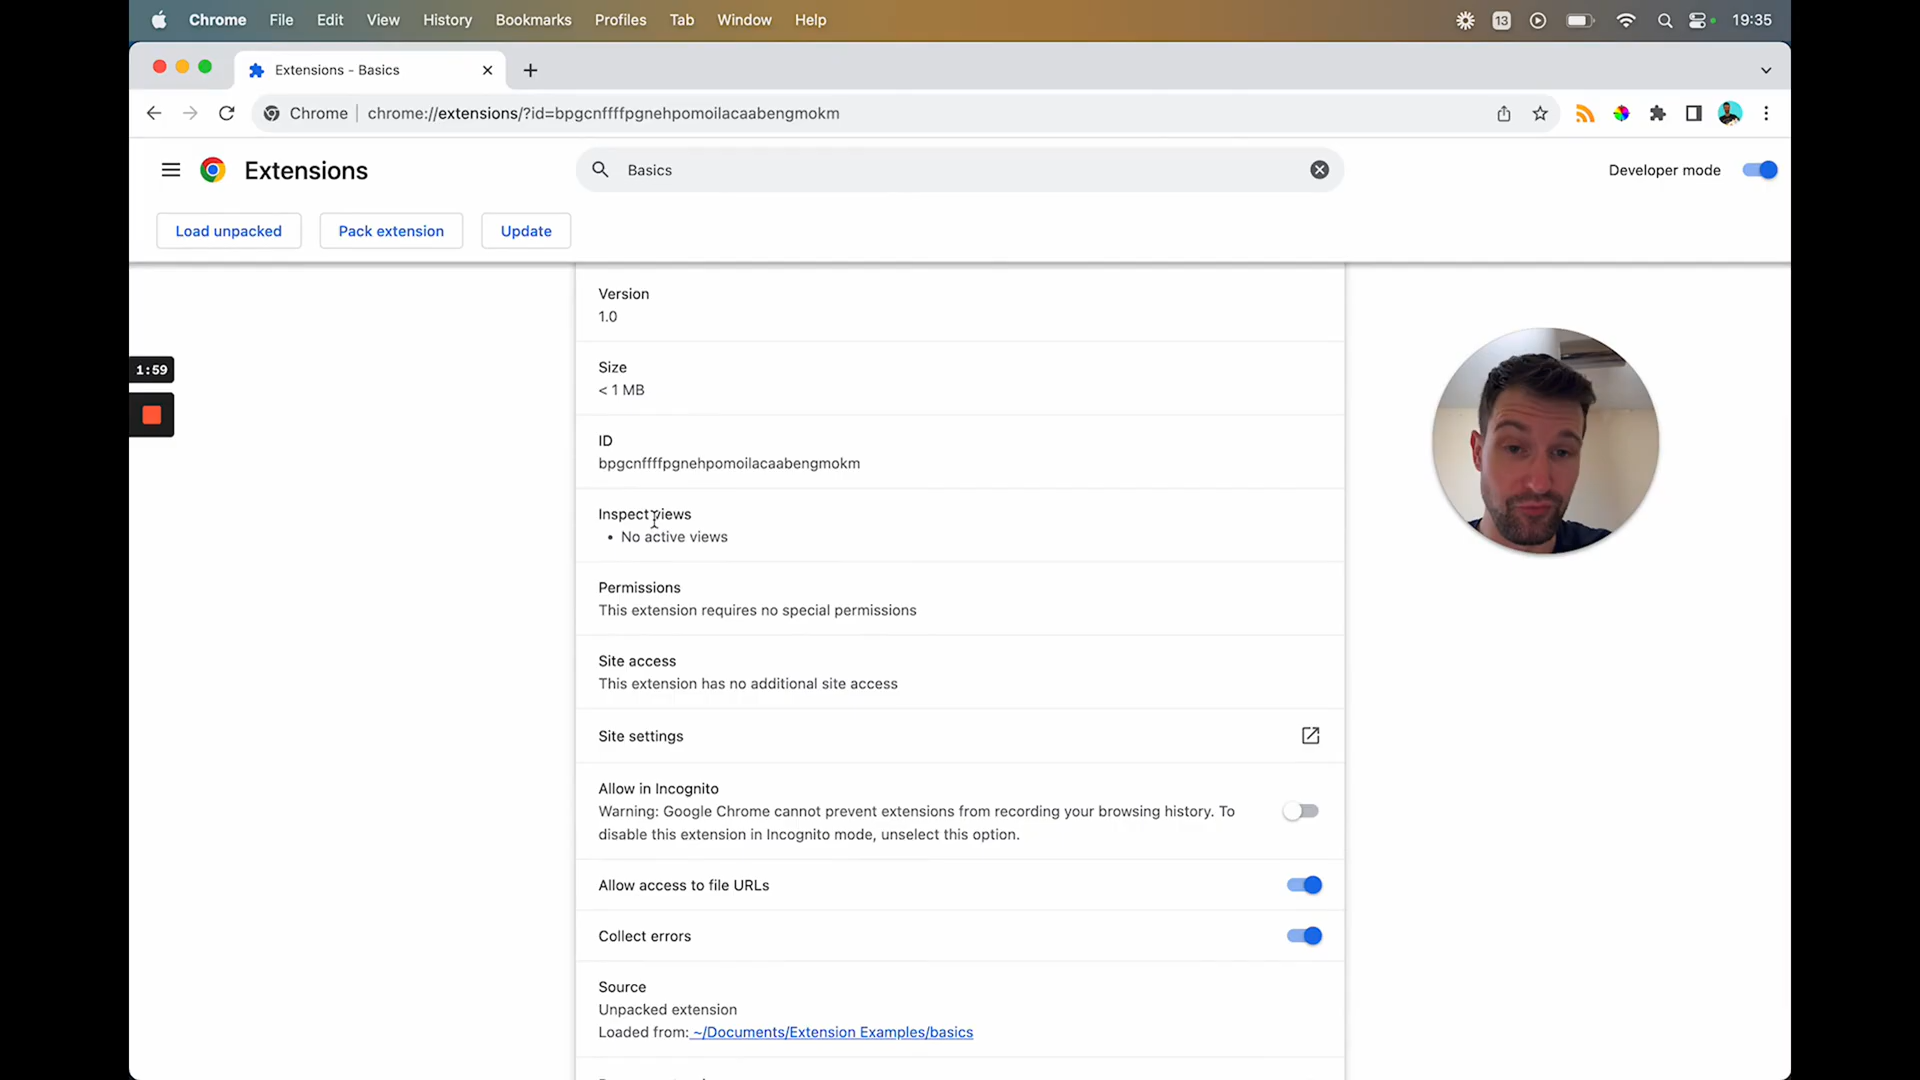 Chrome File Edit View History Bookmarks Profiles Tab Window Help 13 19:35
Extensions - Basics
Chrome chrome://extensions/?id=bpgcnffffpgnehpomoilacaabengmokm
Extensions Basics Developer mode
Load unpacked Pack extension Update
Version
1.0
Size
< 1 MB
1:59
ID
bpgcnffffpgnehpomoilacaabengmokm
Inspect views
• No active views
Permissions
This extension requires no special permissions
Site access
This extension has no additional site access
Site settings
Allow in Incognito
Warning: Google Chrome cannot prevent extensions from recording your browsing history. To
disable this extension in Incognito mode, unselect this option.
Allow access to file URLs
Collect errors
Source
Unpacked extension
Loaded from: ~/Documents/Extension Examples/basics